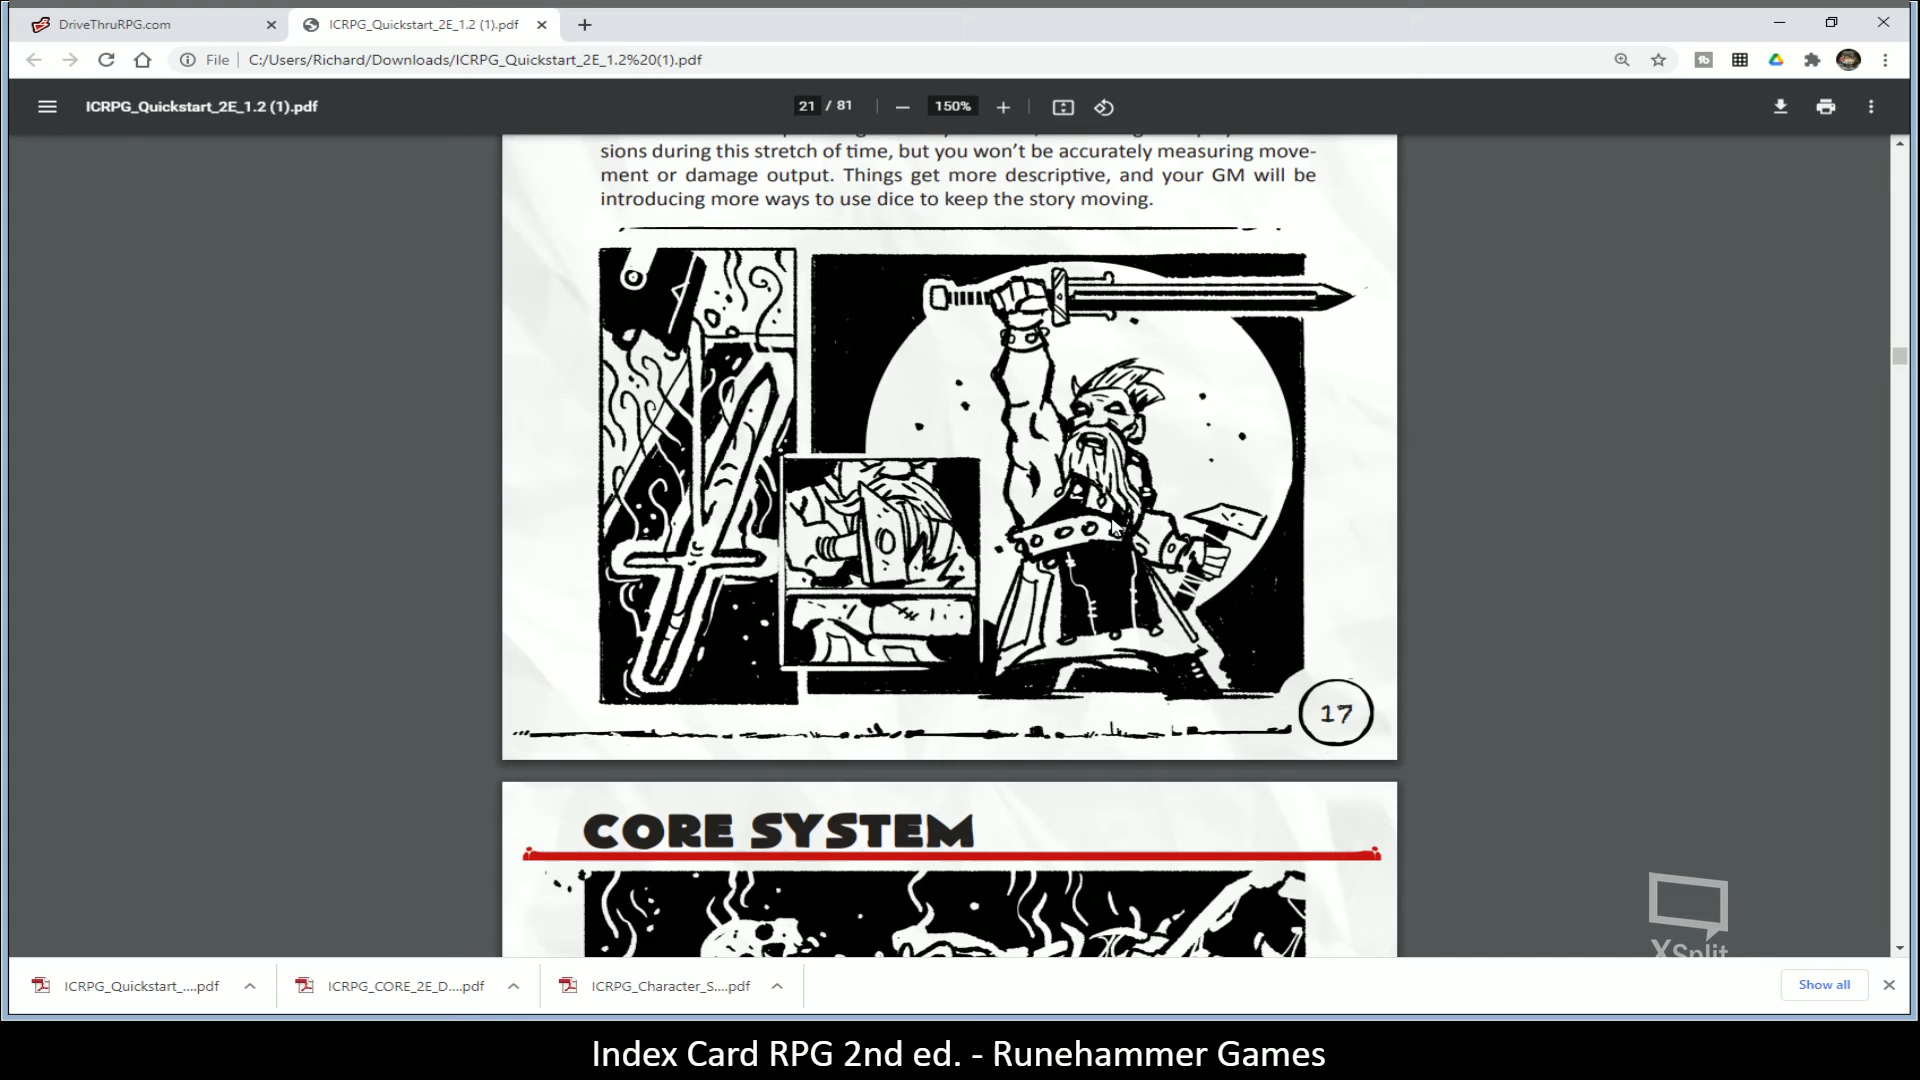 DriveThruRPG.com
ICRPG_Quickstart_2E_1.2 (1).pdf
File
C:/Users/Richard/Downloads/ICRPG_Quickstart_2E_1.2%20(1).pdf
ICRPG_Quickstart_2E_1.2 (1).pdf
21 / 81
150%
sions during this stretch of time, but you won't be accurately measuring move-
ment or damage output. Things get more descriptive, and your GM will be
introducing more ways to use dice to keep the story moving.
17
CORE SYSTEM
XSplit
ICRPG_Quickstart_....pdf
ICRPG_CORE_2E_D....pdf
ICRPG_Character_S....pdf
Show all
Index Card RPG 2nd ed. - Runehammer Games